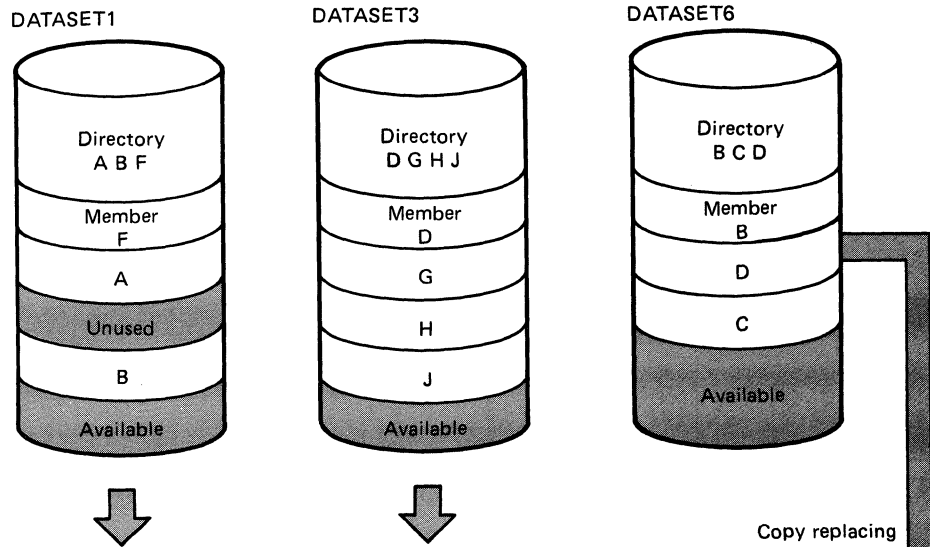 DATASET1
Directory
A B F
Member
F
A
Unused
B
Available
DATASET3
Directory
D G H J
Member
D
G
H
J
Available
DATASET6
Directory
B C D
Member
B
D
C
Available
Copy replacing